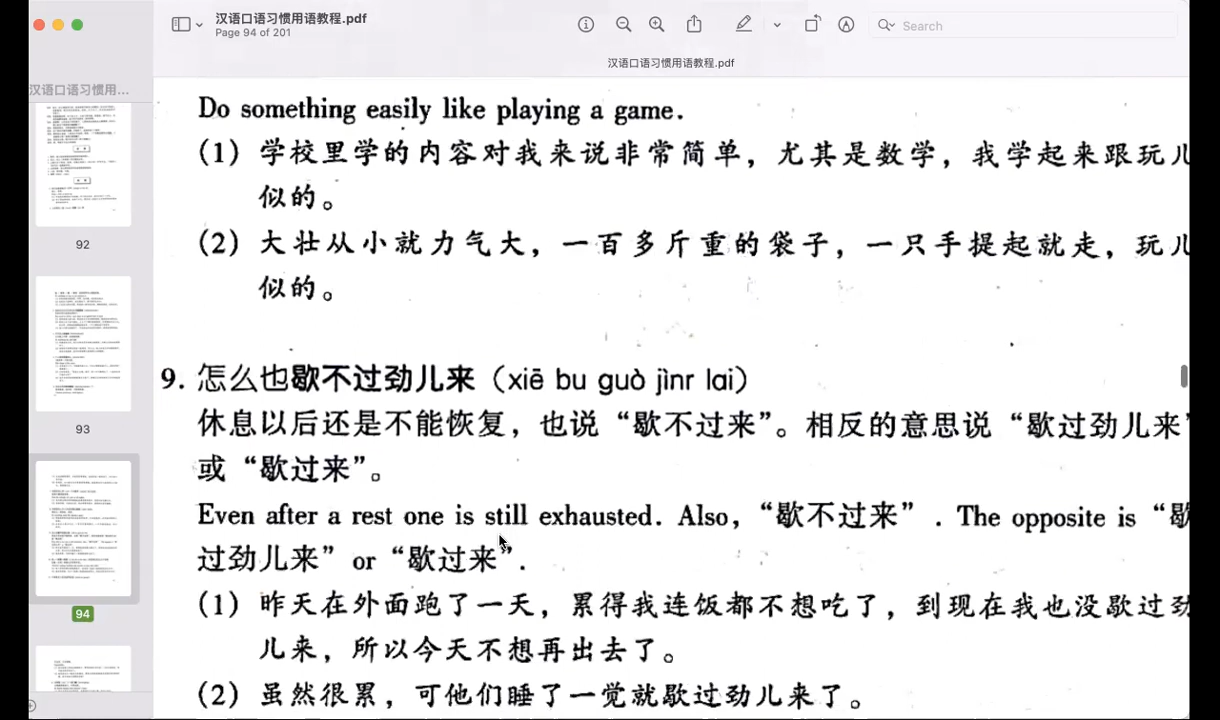 汉语口语习惯用语教程.pdf
Page 94 of 201
Search
汉语口语习惯用语教程.pdf
汉语口语习惯用...
92
93
94
Do something easily like playing a game.
(1) 学校里学的内容对我来说非常简单，尤其是数学，我学起来跟玩儿
似的。
(2) 大壮从小就力气大，一百多斤重的袋子，一只手提起就走，玩儿
似的。
9. 怎么也歇不过劲儿来（xiē bu guò jìnr lai）
休息以后还是不能恢复，也说“歇不过来”。相反的意思说“歇过劲儿来”
或“歇过来”。
Even after a rest one is still exhausted. Also, “歇不过来”. The opposite is “歇
过劲儿来” or “歇过来”.
(1) 昨天在外面跑了一天，累得我连饭都不想吃了，到现在我也没歇过劲
儿来，所以今天不想再出去了。
(2) 虽然很累，可他们睡了一觉就歇过劲儿来了。